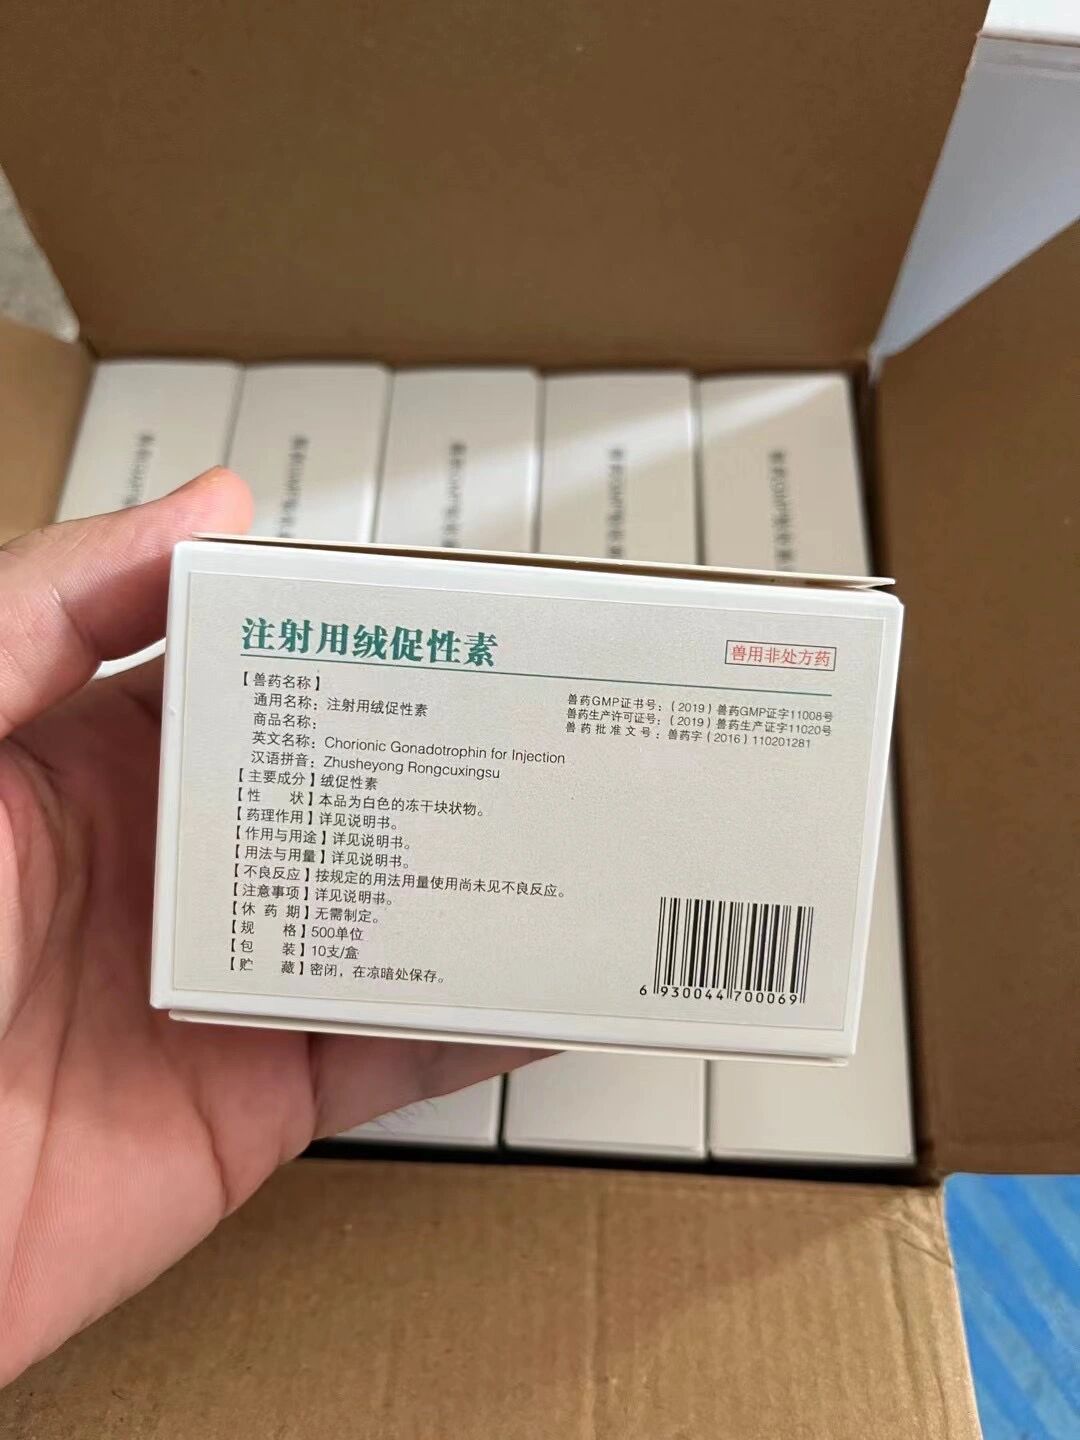 注射用绒促性素
兽用非处方药
【兽药名称】
通用名称：注射用绒促性素
商品名称：
英文名称：Chorionic Gonadotrophin for Injection
汉语拼音：Zhusheyong Rongcuxingsu
兽药GMP证书号：（2019）兽药GMP证字11008号
兽药生产许可证号：（2019）兽药生产证字11020号
兽药批准文号：兽药字（2016）110201281
【主要成分】绒促性素
【性 状】本品为白色的冻干块状物。
【药理作用】详见说明书。
【作用与用途】详见说明书。
【用法与用量】详见说明书。
【不良反应】按规定的用法用量使用尚未见不良反应。
【注意事项】详见说明书。
【休 药 期】无需制定。
【规 格】500单位
【包 装】10支/盒
【贮 藏】密闭，在凉暗处保存。
6 930044 700069